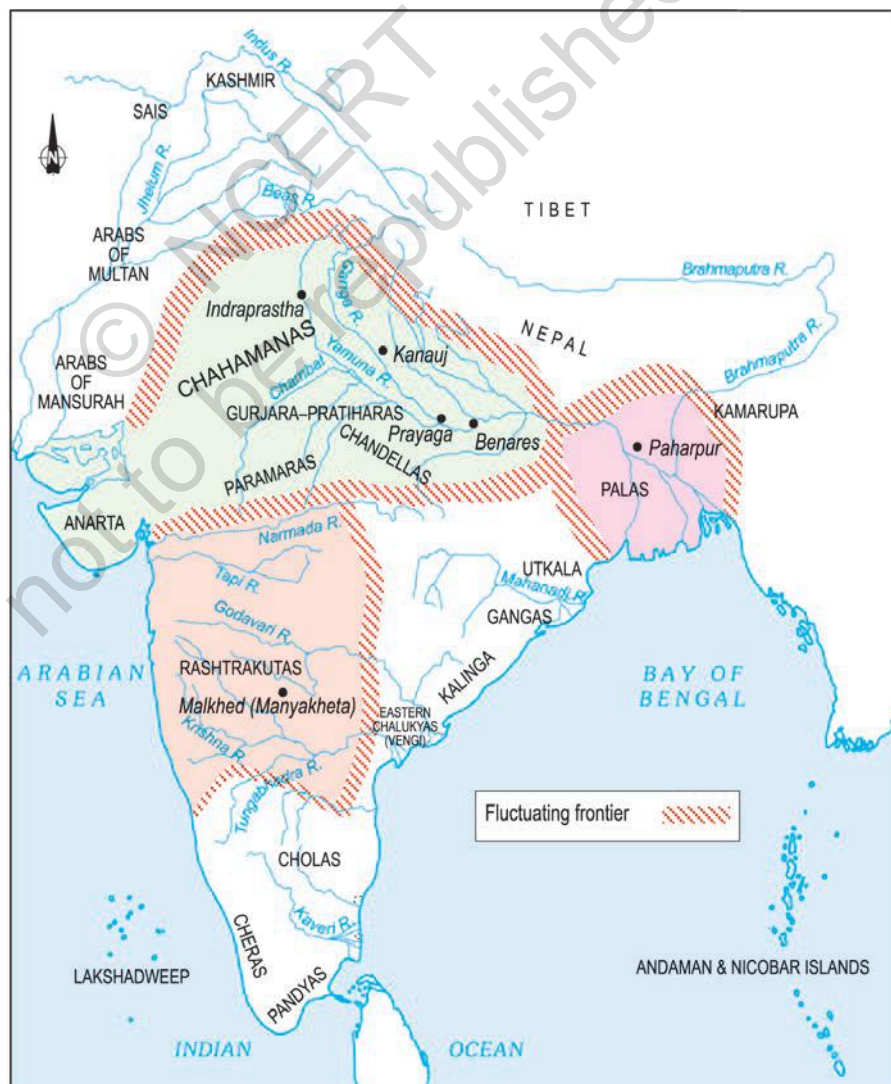 © NCERT
not to be republished
Indus R.
KASHMIR
SAIS
N
Jhelum R.
Beas R.
TIBET
ARABS
OF
MULTAN
Brahmaputra R.
Indraprastha
Ganga R.
NEPAL
CHAHAMANAS
Kanauj
Brahmaputra R.
ARABS
OF
MANSURAH
Yamuna R.
Chambal
KAMARUPA
GURJARA–PRATIHARAS
Prayaga
Benares
Paharpur
CHANDELLAS
PARAMARAS
PALAS
ANARTA
Narmada R.
Tapi R.
UTKALA
Mahanadi R.
Godavari R.
GANGAS
KALINGA
RASHTRAKUTAS
Malkhed (Manyakheta)
ARABIAN
SEA
BAY OF
BENGAL
EASTERN
CHALUKYAS
(VENGI)
Krishna R.
Tungabhadra R.
Fluctuating frontier
CHOLAS
Kaveri R.
CHERAS
LAKSHADWEEP
PANDYAS
ANDAMAN & NICOBAR ISLANDS
INDIAN OCEAN